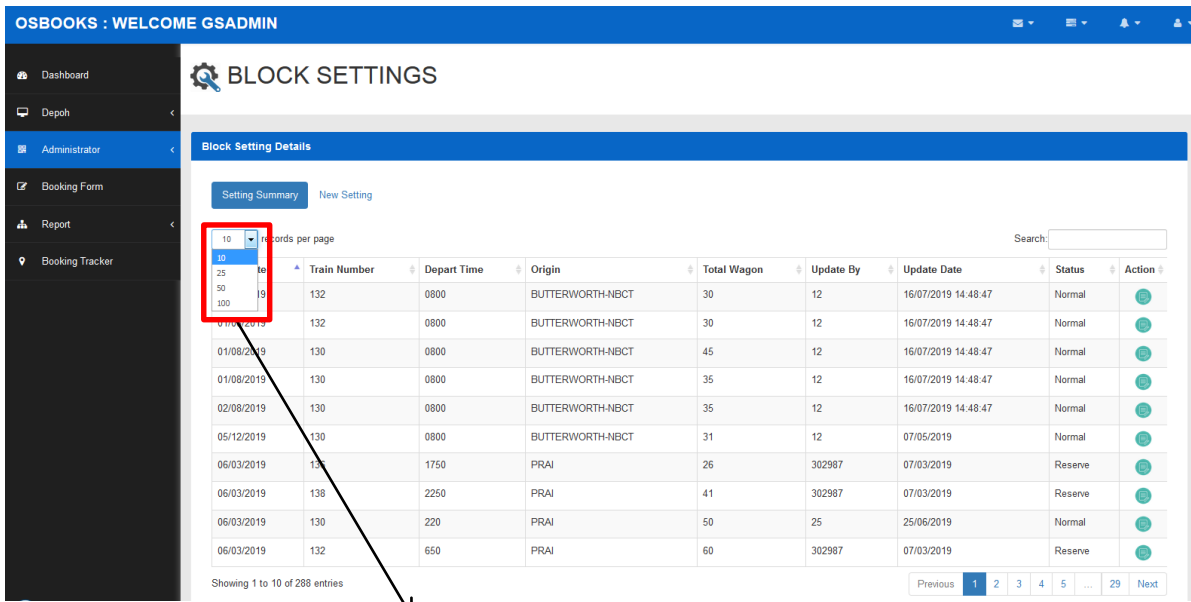 OSBOOKS : WELCOME GSADMIN
Dashboard
Depoh
Administrator
Booking Form
Report
Booking Tracker
BLOCK SETTINGS
Block Setting Details
Setting Summary New Setting
10 records per page Search:
10
25
50
100
Train Number Depart Time Origin Total Wagon Update By Update Date Status Action
132 0800 BUTTERWORTH-NBCT 30 12 16/07/2019 14:48:47 Normal
01/08/2019 132 0800 BUTTERWORTH-NBCT 30 12 16/07/2019 14:48:47 Normal
01/08/2019 130 0800 BUTTERWORTH-NBCT 45 12 16/07/2019 14:48:47 Normal
01/08/2019 130 0800 BUTTERWORTH-NBCT 35 12 16/07/2019 14:48:47 Normal
02/08/2019 130 0800 BUTTERWORTH-NBCT 35 12 16/07/2019 14:48:47 Normal
05/12/2019 130 0800 BUTTERWORTH-NBCT 31 12 07/05/2019 Normal
06/03/2019 136 1750 PRAI 26 302987 07/03/2019 Reserve
06/03/2019 138 2250 PRAI 41 302987 07/03/2019 Reserve
06/03/2019 130 220 PRAI 50 25 25/06/2019 Normal
06/03/2019 132 650 PRAI 60 302987 07/03/2019 Reserve
Showing 1 to 10 of 288 entries Previous 1 2 3 4 5 ... 29 Next